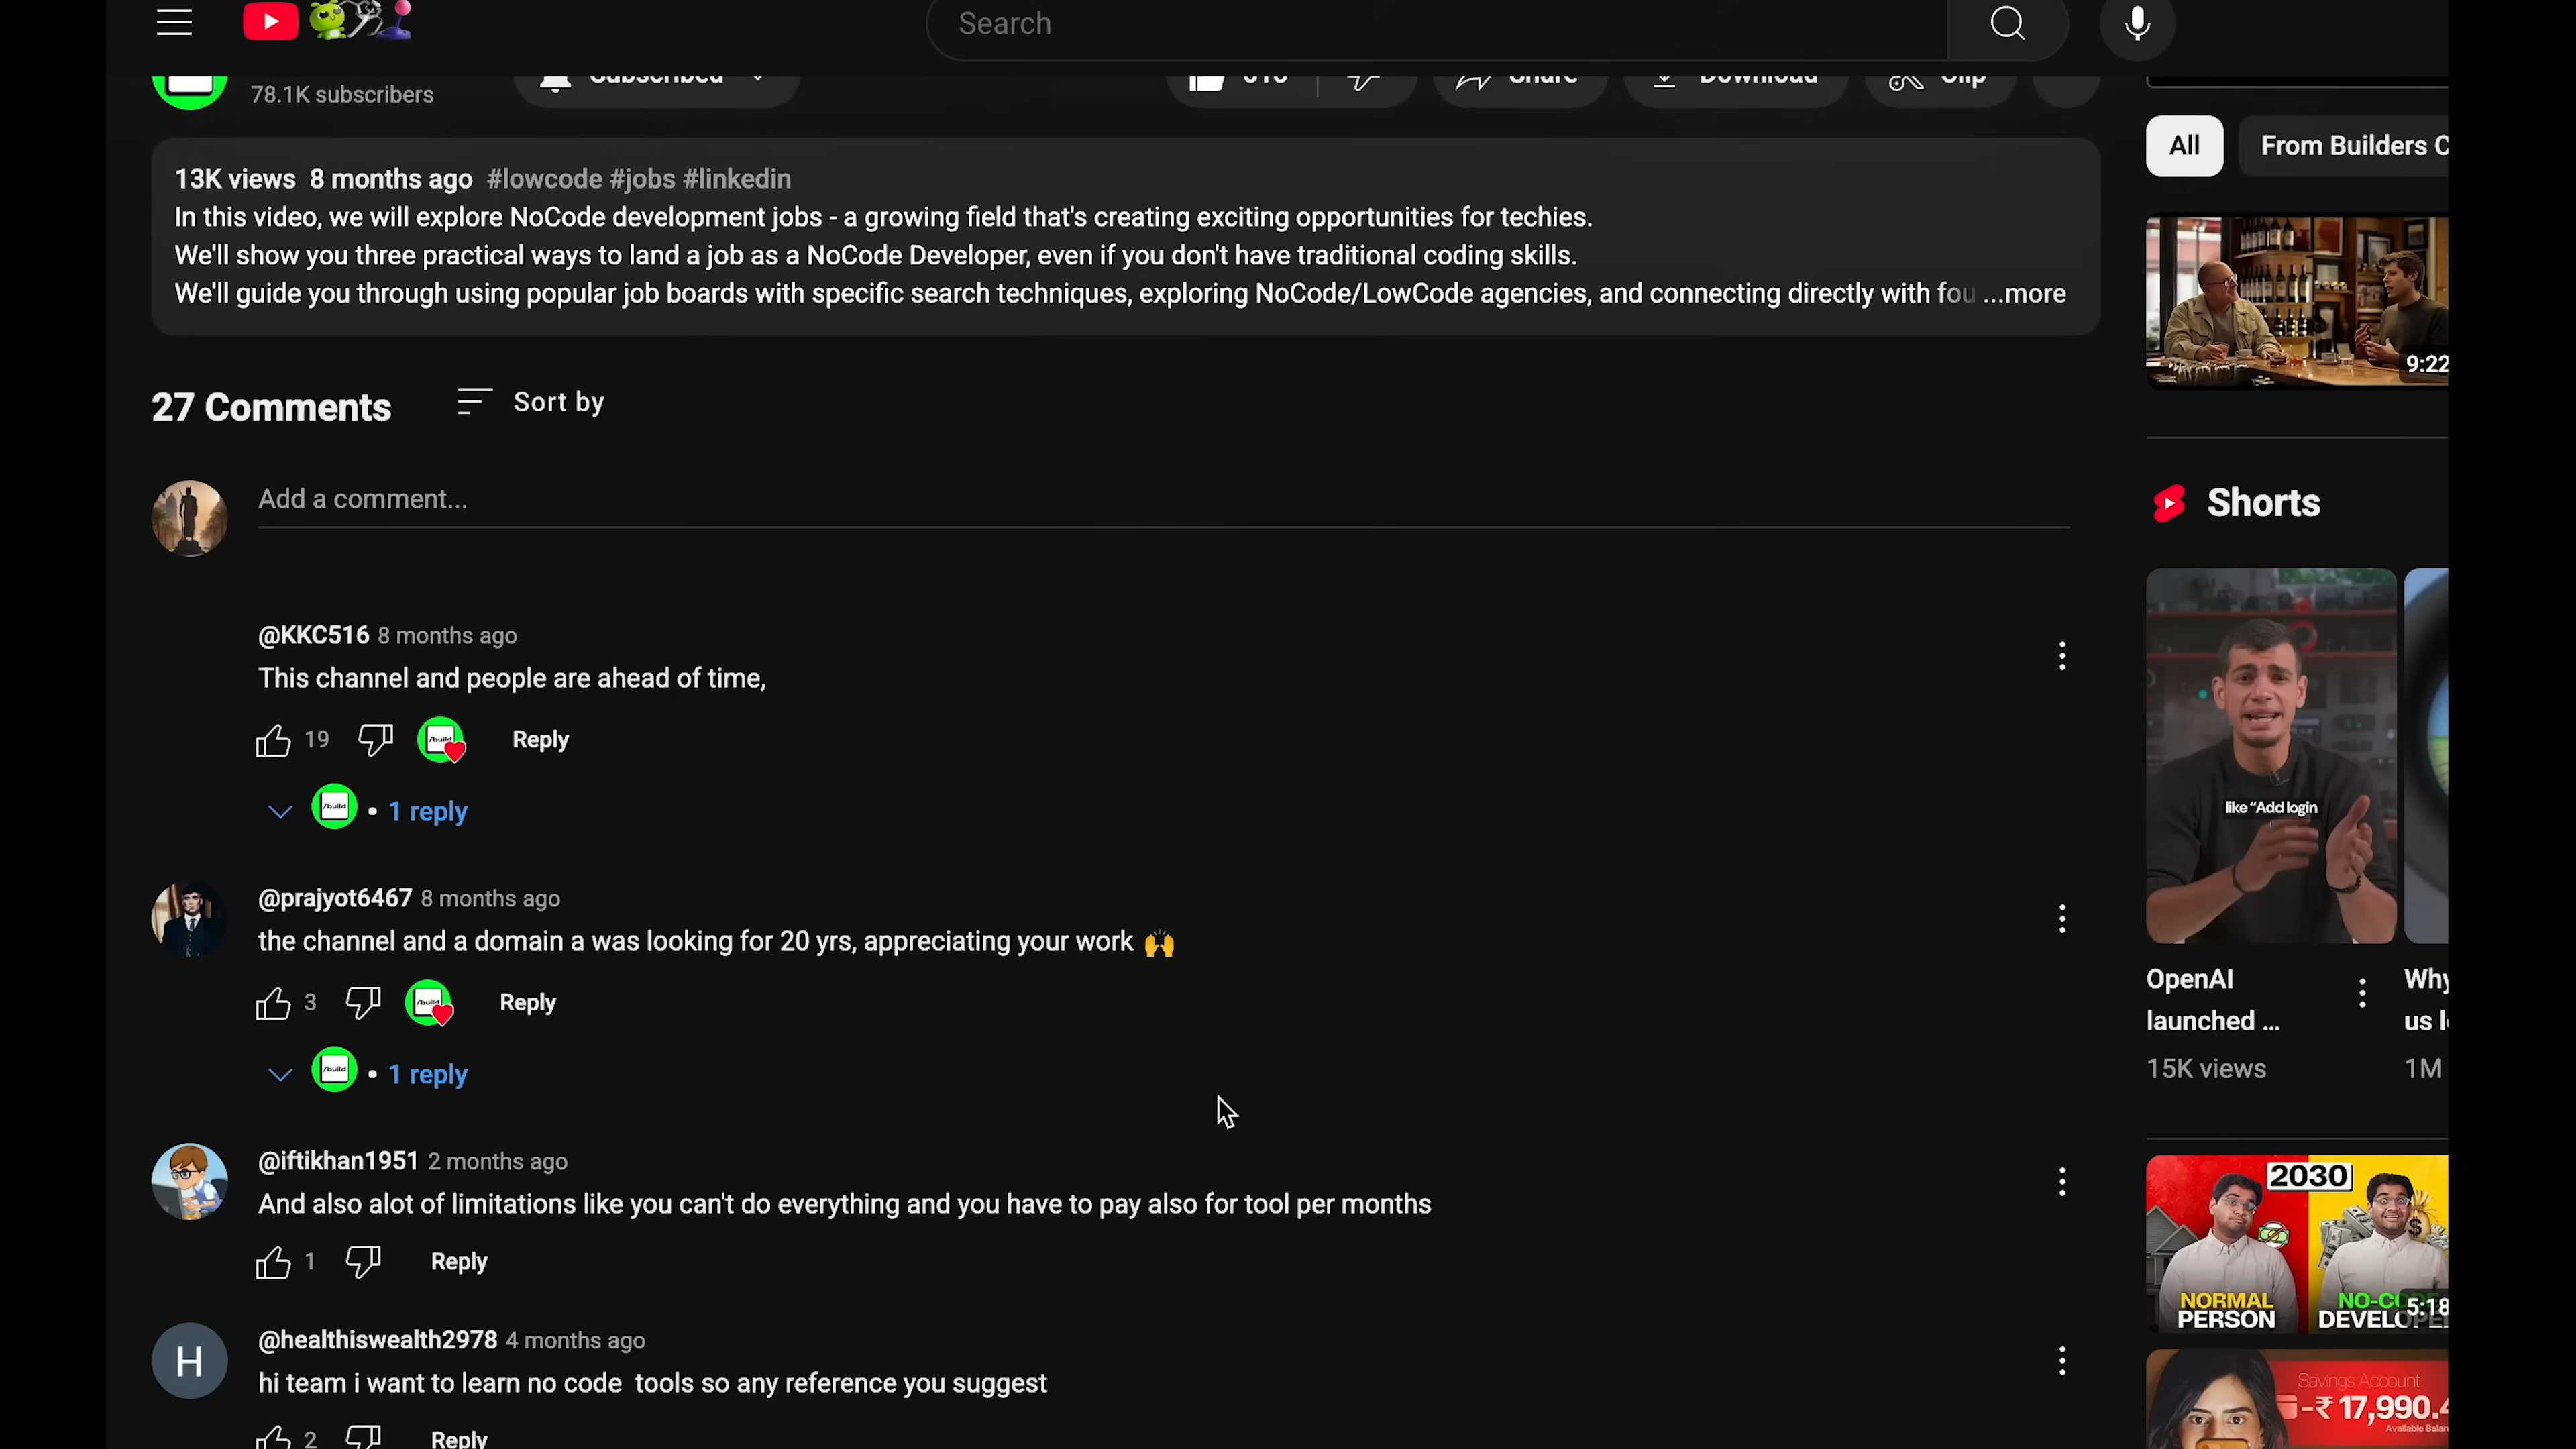 Search
78.1K subscribers
Subscribed
Share
Download
Clip
All
From Builders C
13K views 8 months ago #lowcode #jobs #linkedin
In this video, we will explore NoCode development jobs - a growing field that's creating exciting opportunities for techies.
We'll show you three practical ways to land a job as a NoCode Developer, even if you don't have traditional coding skills.
We'll guide you through using popular job boards with specific search techniques, exploring NoCode/LowCode agencies, and connecting directly with fou ...more
9:22
27 Comments
Sort by
Add a comment...
Shorts
@KKC516 8 months ago
This channel and people are ahead of time,
19
/build
Reply
/build
• 1 reply
like “Add login
@prajyot6467 8 months ago
the channel and a domain a was looking for 20 yrs, appreciating your work 🙌
3
/build
Reply
/build
• 1 reply
OpenAI
launched ...
15K views
Why
us l
1M
@iftikhan1951 2 months ago
And also alot of limitations like you can't do everything and you have to pay also for tool per months
1
Reply
2030
NORMAL
PERSON
NO-CO
DEVELOPE
5:18
H
@healthiswealth2978 4 months ago
hi team i want to learn no code tools so any reference you suggest
2
Reply
Savings Account
-₹ 17,990.4
Available Balan